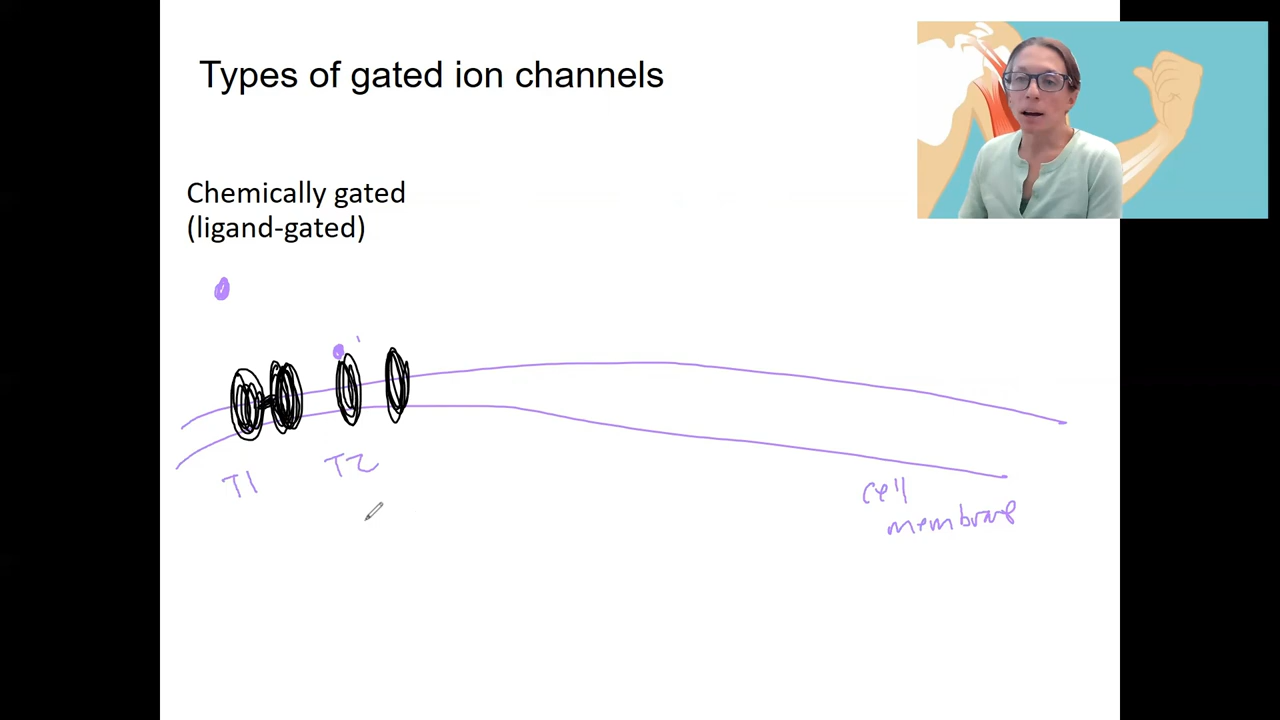 Types of gated ion channels
Chemically gated
(ligand-gated)
T1
T2
cell
membrane